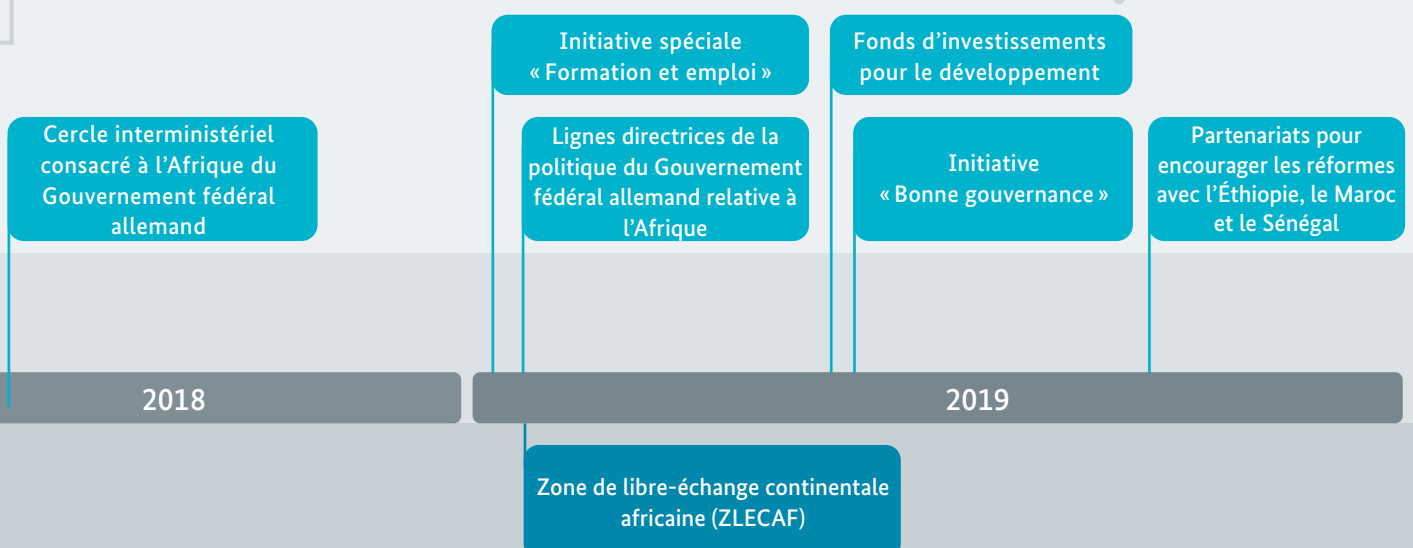 Initiative spéciale
« Formation et emploi »
Fonds d’investissements
pour le développement
Cercle interministériel
consacré à l’Afrique du
Gouvernement fédéral
allemand
Lignes directrices de la
politique du Gouvernement
fédéral allemand relative à
l’Afrique
Initiative
« Bonne gouvernance »
Partenariats pour
encourager les réformes
avec l’Éthiopie, le Maroc
et le Sénégal
2018
2019
Zone de libre-échange continentale
africaine (ZLECAF)